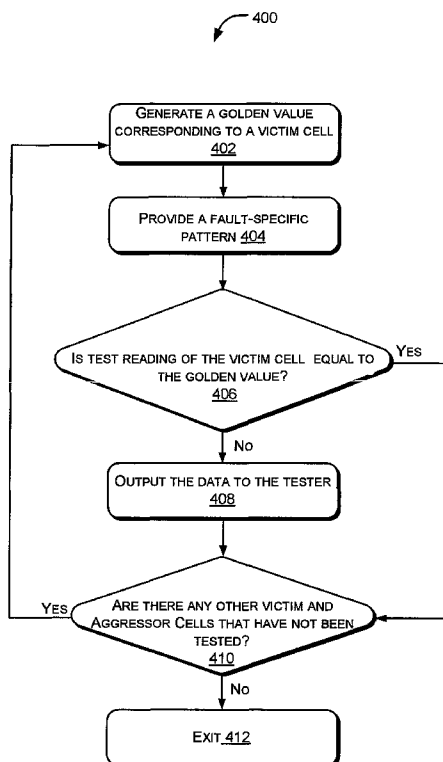 400
GENERATE A GOLDEN VALUE
CORRESPONDING TO A VICTIM CELL
402
PROVIDE A FAULT-SPECIFIC
PATTERN 404
IS TEST READING OF THE VICTIM CELL EQUAL TO
THE GOLDEN VALUE?
406
YES
NO
OUTPUT THE DATA TO THE TESTER
408
YES
ARE THERE ANY OTHER VICTIM AND
AGGRESSOR CELLS THAT HAVE NOT BEEN
TESTED?
410
NO
EXIT 412